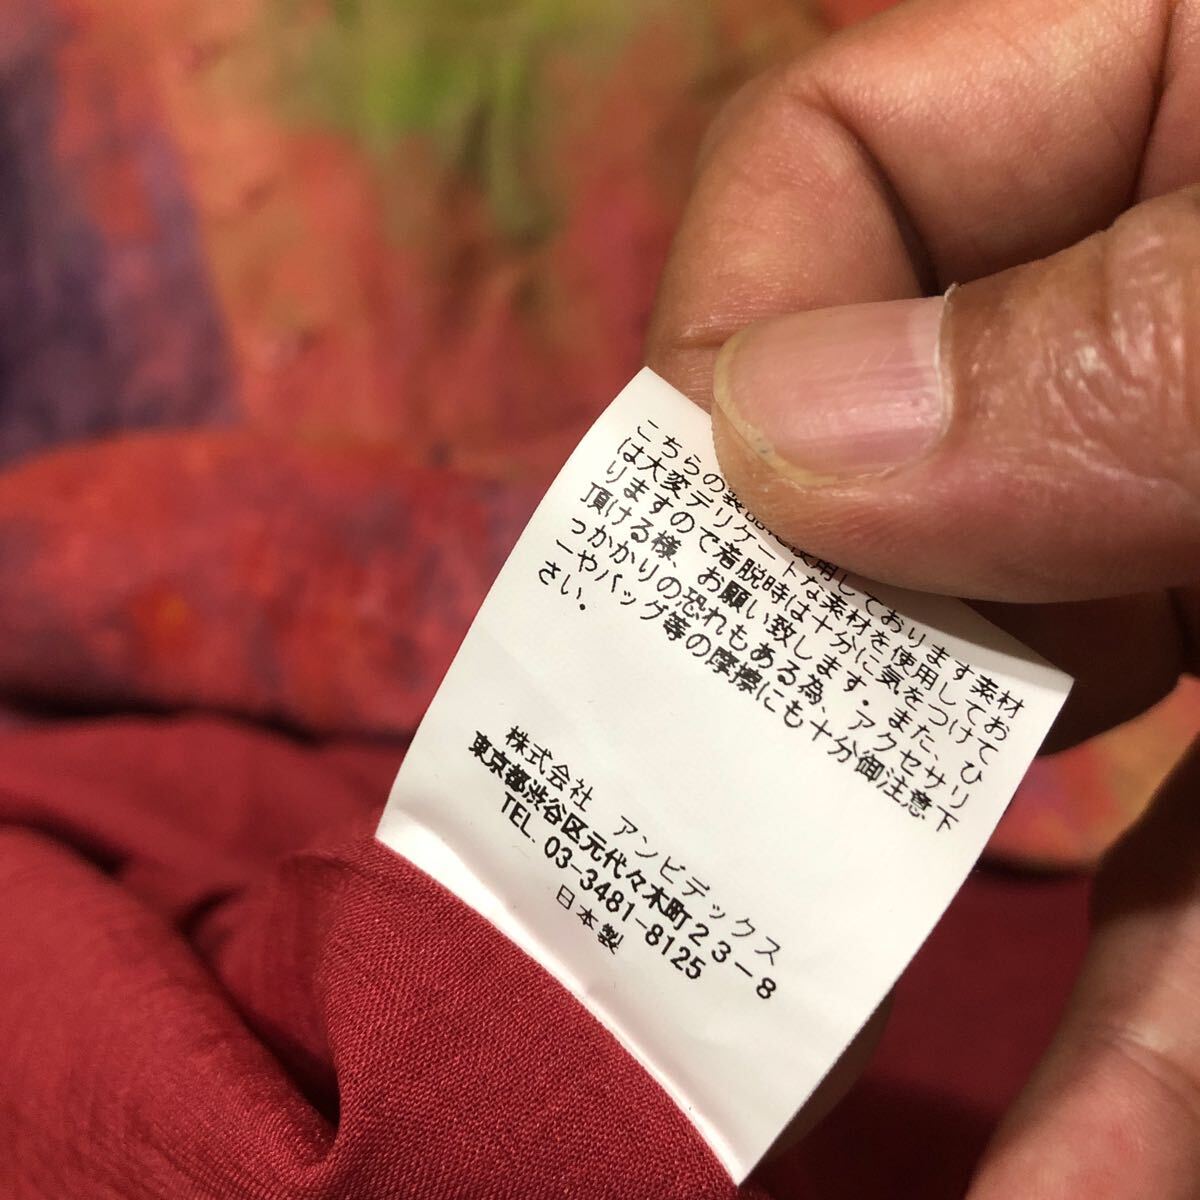 こちらの製品に使用しております素材
は大変デリケートな素材を使用してお
りますので着脱時は十分に気をつけて
頂ける様、お願い致します・また、ひ
っかかりの恐れもある為、アクセサリ
ーやバッグ等の摩擦にも十分御注意下
さい・
株式会社 アンビデックス
東京都渋谷区元代々木町23-8
TEL. 03-3481-8125
日本製